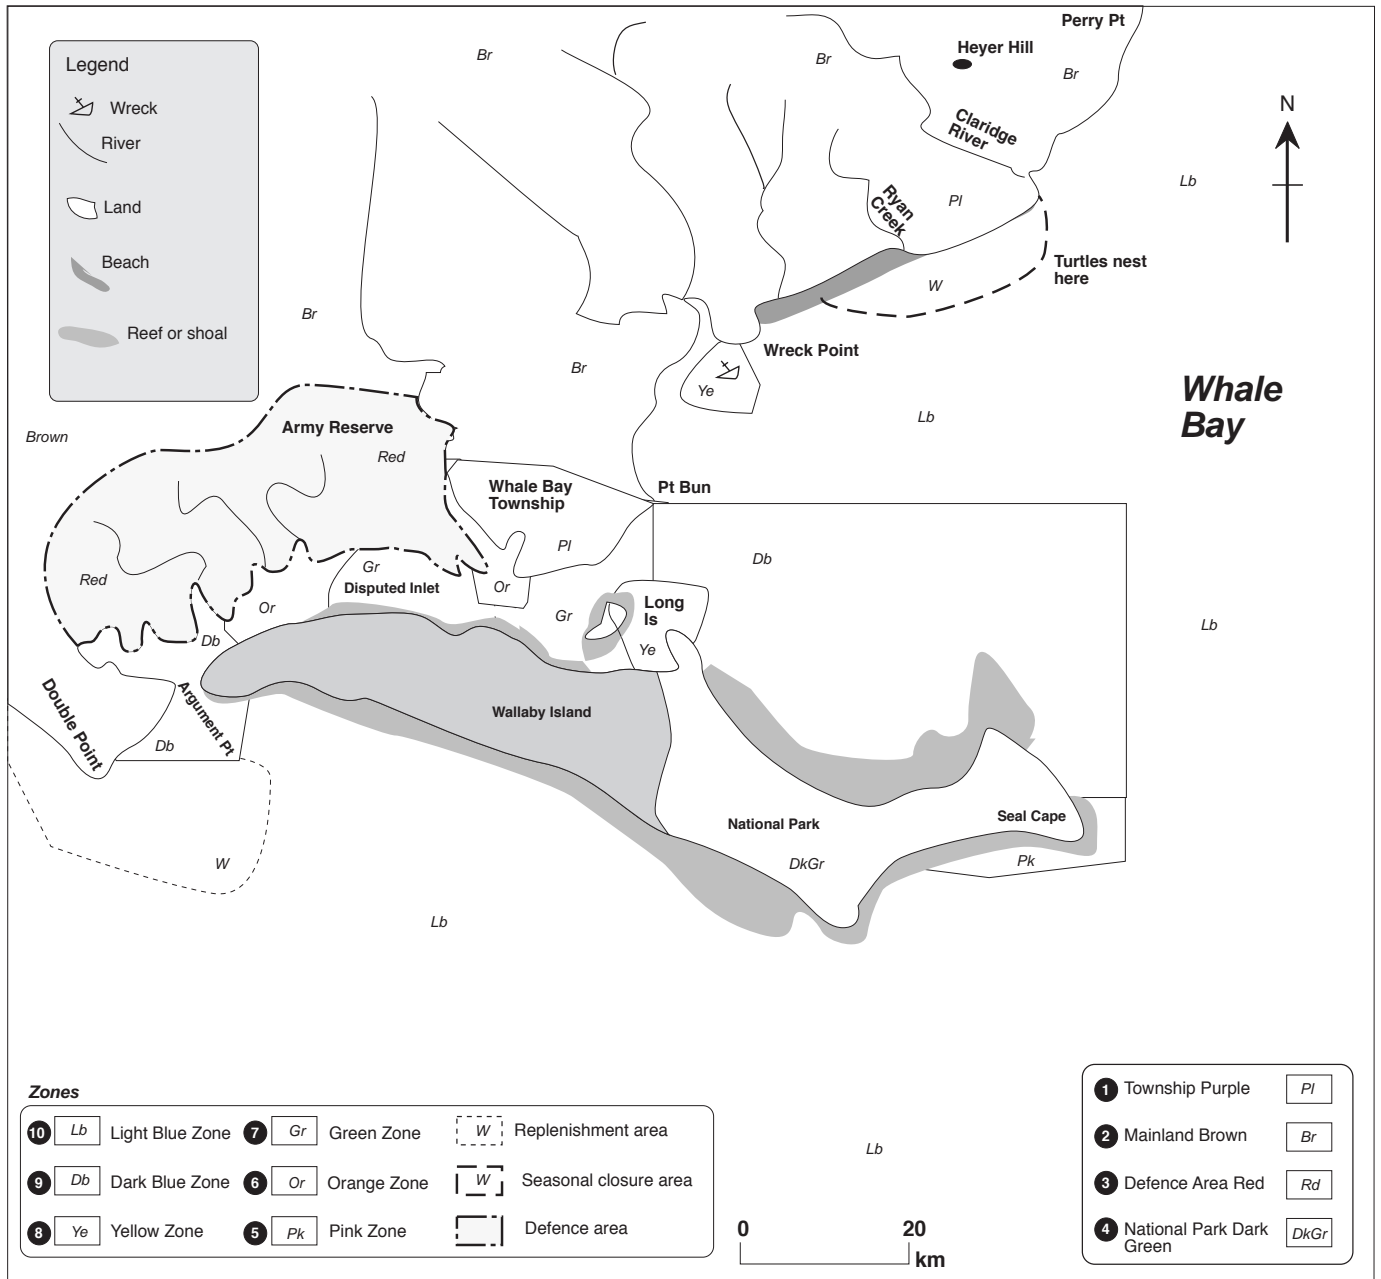 Perry Pt
Br
Br
Heyer Hill
Br
Legend
Wreck
River
Land
Beach
Reef or shoal
N
Claridge
River
Lb
Ryan
Creek
Pl
Turtles nest
here
W
Br
Br
Wreck Point
Ye
Whale
Bay
Lb
Army Reserve
Brown
Red
Whale Bay
Township
Pt Bun
Pl
Db
Gr
Red
Disputed Inlet
Or
Or
Gr
Long
Is
Lb
Db
Ye
Double Point
Argument Pt
Wallaby Island
Db
National Park
Seal Cape
W
DkGr
Pk
Lb
Lb
Zones
10 Lb Light Blue Zone
9 Db Dark Blue Zone
8 Ye Yellow Zone
7 Gr Green Zone
6 Or Orange Zone
5 Pk Pink Zone
W Replenishment area
W Seasonal closure area
Defence area
0 20
km
1 Township Purple Pl
2 Mainland Brown Br
3 Defence Area Red Rd
4 National Park Dark
Green DkGr